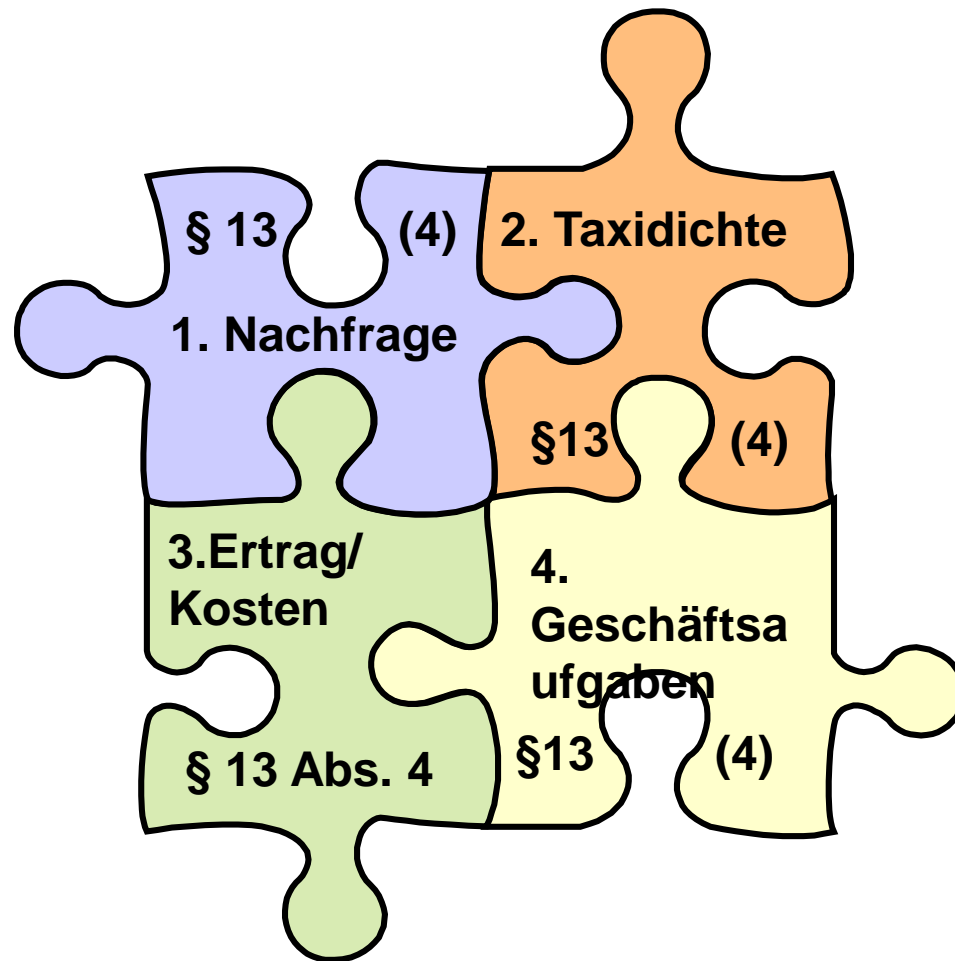 § 13 (4)
1. Nachfrage
2. Taxidichte
§13 (4)
3.Ertrag/
Kosten
§ 13 Abs. 4
4.
Geschäftsa
ufgaben
§13 (4)